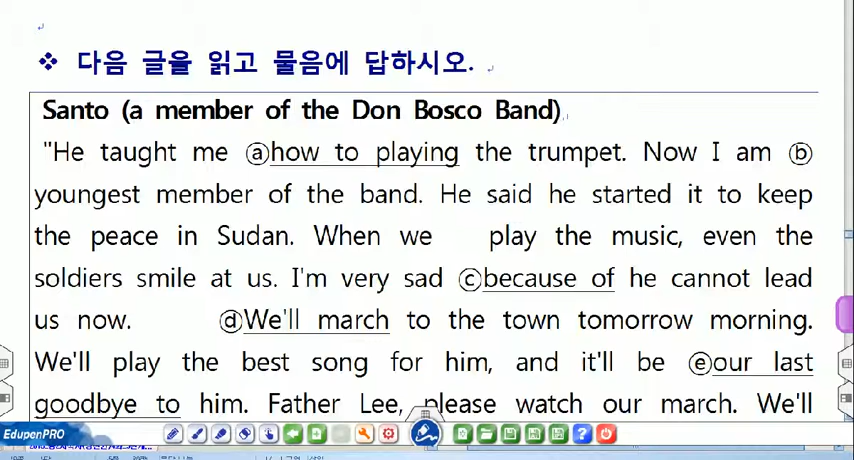 ❖ 다음 글을 읽고 물음에 답하시오.
Santo (a member of the Don Bosco Band)
"He taught me ⓐhow to playing the trumpet. Now I am ⓑ
youngest member of the band. He said he started it to keep
the peace in Sudan. When we play the music, even the
soldiers smile at us. I'm very sad ⓒbecause of he cannot lead
us now. ⓓWe'll march to the town tomorrow morning.
We'll play the best song for him, and it'll be ⓔour last
goodbye to him. Father Lee, please watch our march. We'll
EdupenPRO